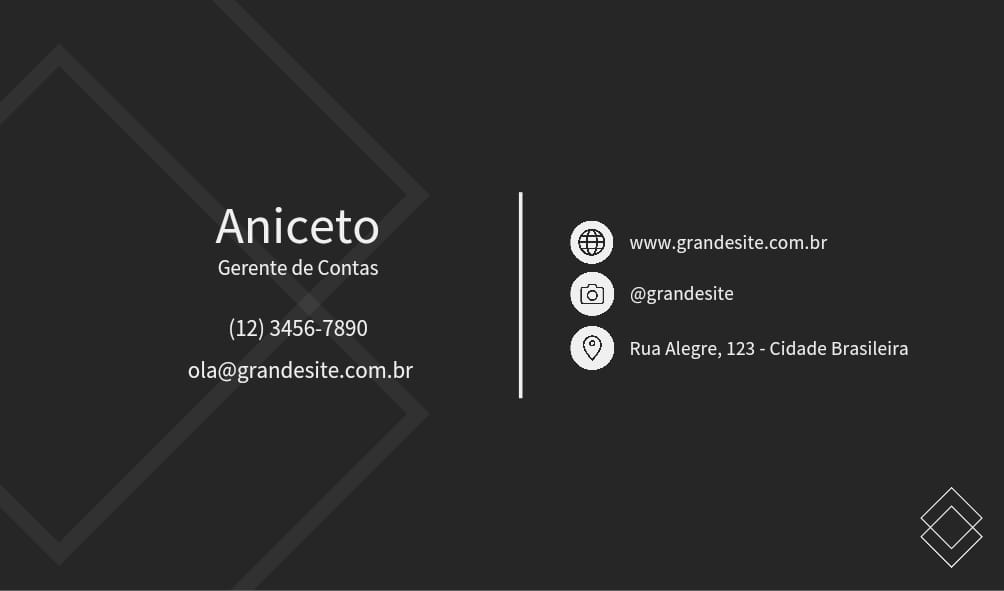 Aniceto
Gerente de Contas
(12) 3456-7890
ola@grandesite.com.br
www.grandesite.com.br
@grandesite
Rua Alegre, 123 - Cidade Brasileira